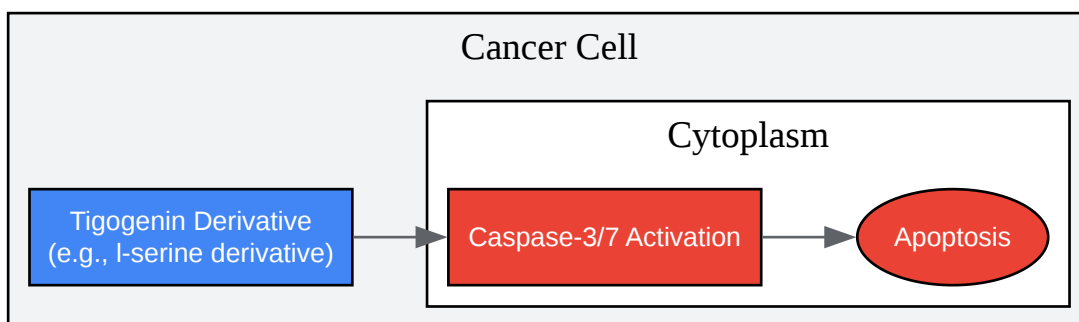 Cancer Cell
Cytoplasm
Tigogenin Derivative
(e.g., l-serine derivative)
Caspase-3/7 Activation
Apoptosis